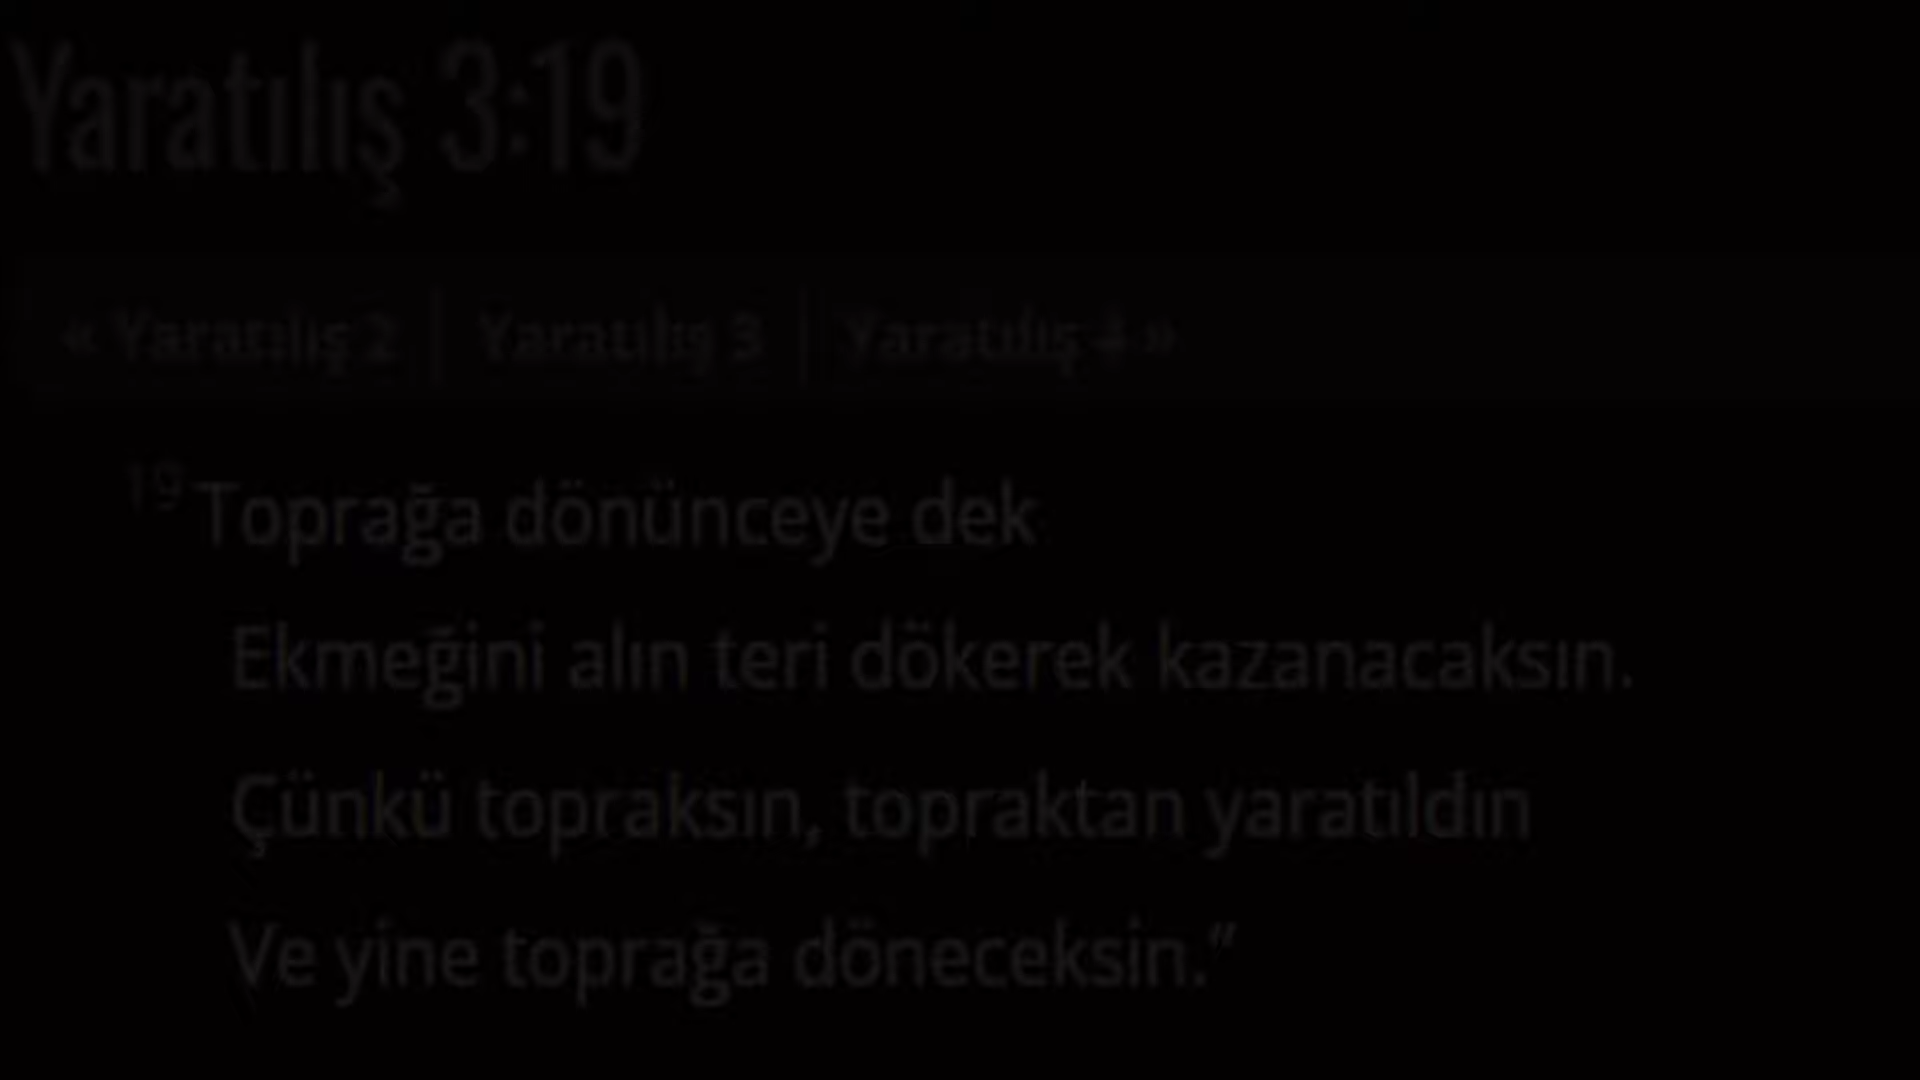 Yaratılış 3:19
« Yaratılış 2 | Yaratılış 3 | Yaratılış 4 »
19 Toprağa dönünceye dek
Ekmeğini alın teri dökerek kazanacaksın.
Çünkü topraksın, topraktan yaratıldın
Ve yine toprağa döneceksin.”